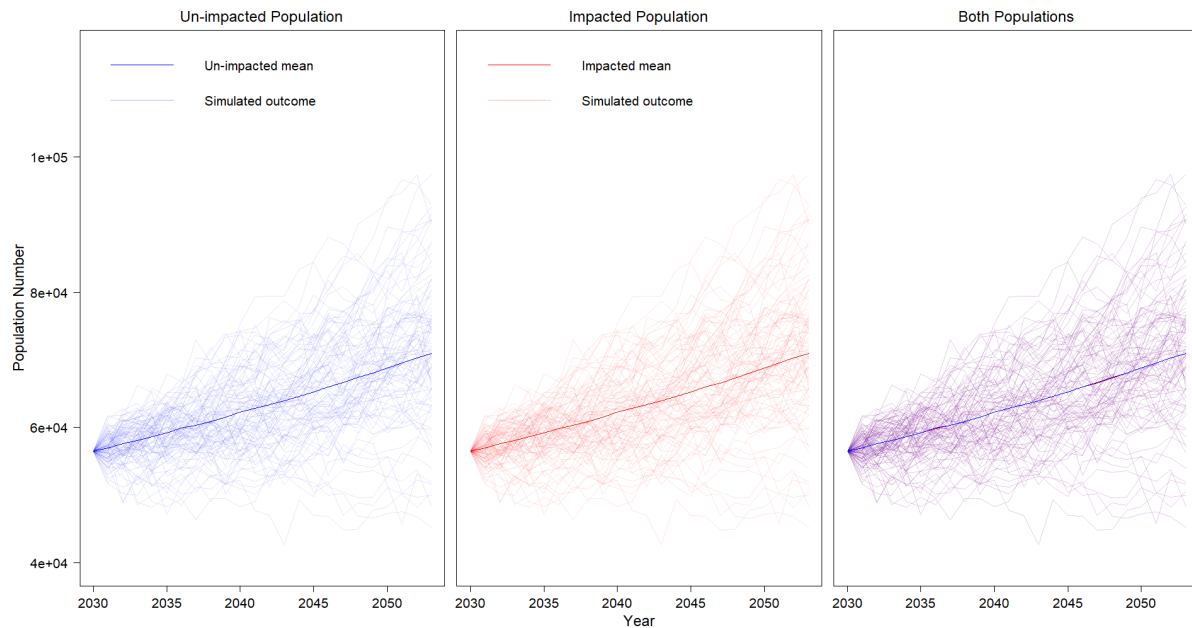 Un-impacted Population
Impacted Population
Both Populations
Un-impacted mean
Simulated outcome
Impacted mean
Simulated outcome
Population Number
1e+05
8e+04
6e+04
4e+04
2030 2035 2040 2045 2050
2030 2035 2040 2045 2050
2030 2035 2040 2045 2050
Year